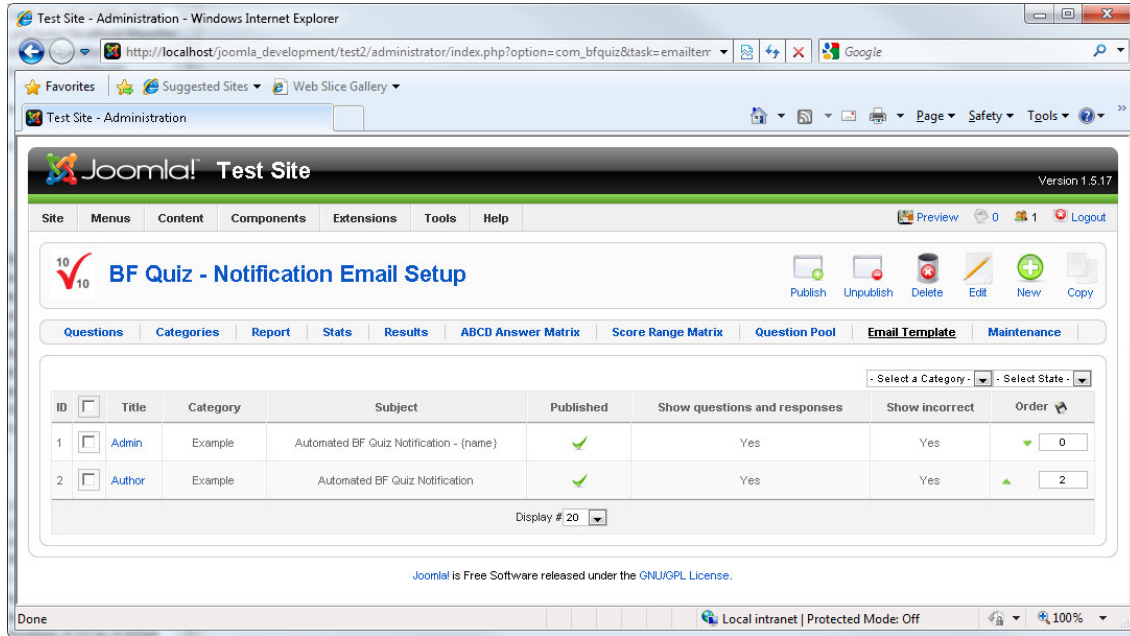 Test Site - Administration - Windows Internet Explorer
http://localhost/joomla_development/test2/administrator/index.php?option=com_bfquiz&task=emailtem
Google
Favorites Suggested Sites Web Slice Gallery
Test Site - Administration Page Safety Tools
Joomla!™ Test Site
Version 1.5.17
Site Menus Content Components Extensions Tools Help Preview 0 1 Logout
10 10 BF Quiz - Notification Email Setup
Publish Unpublish Delete Edit New Copy
Questions Categories Report Stats Results ABCD Answer Matrix Score Range Matrix Question Pool Email Template Maintenance
- Select a Category - - Select State -
ID Title Category Subject Published Show questions and responses Show incorrect Order
1 Admin Example Automated BF Quiz Notification - {name} Yes Yes 0
2 Author Example Automated BF Quiz Notification Yes Yes 2
Display # 20
Joomla! is Free Software released under the GNU/GPL License.
Done Local intranet | Protected Mode: Off 100%